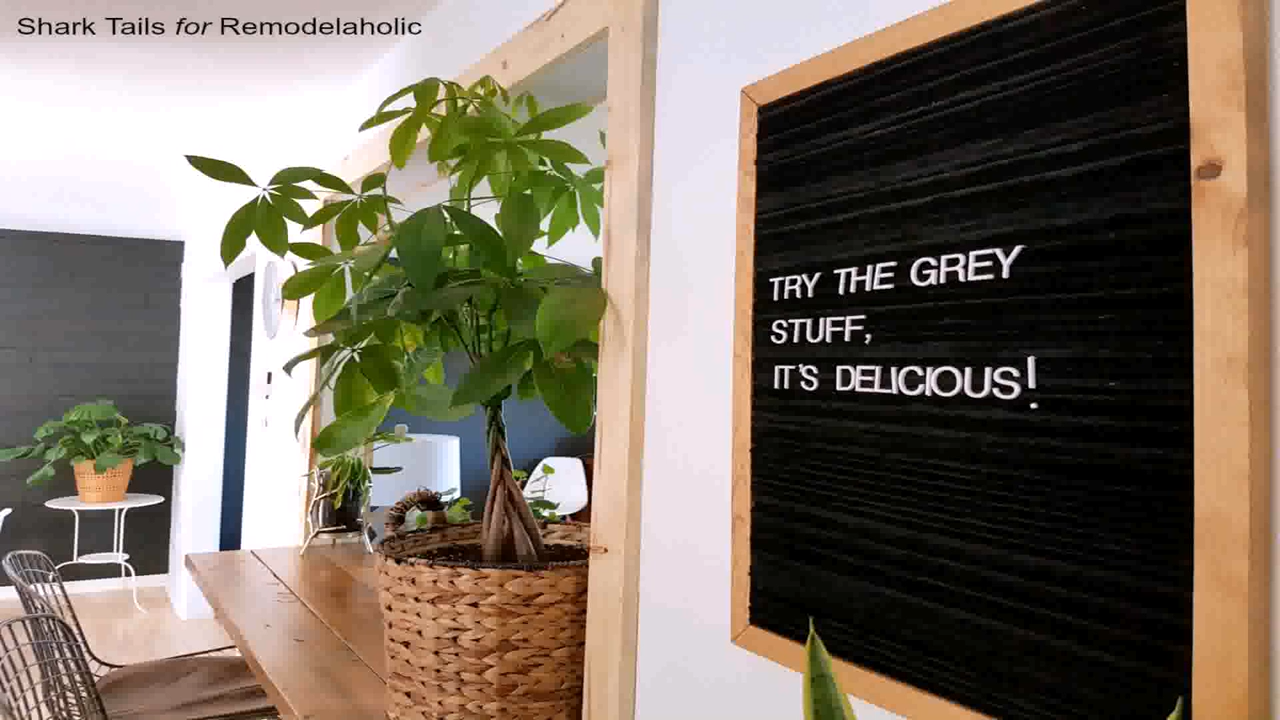 Shark Tails for Remodelaholic
TRY THE GREY
STUFF,
IT'S DELICIOUS!